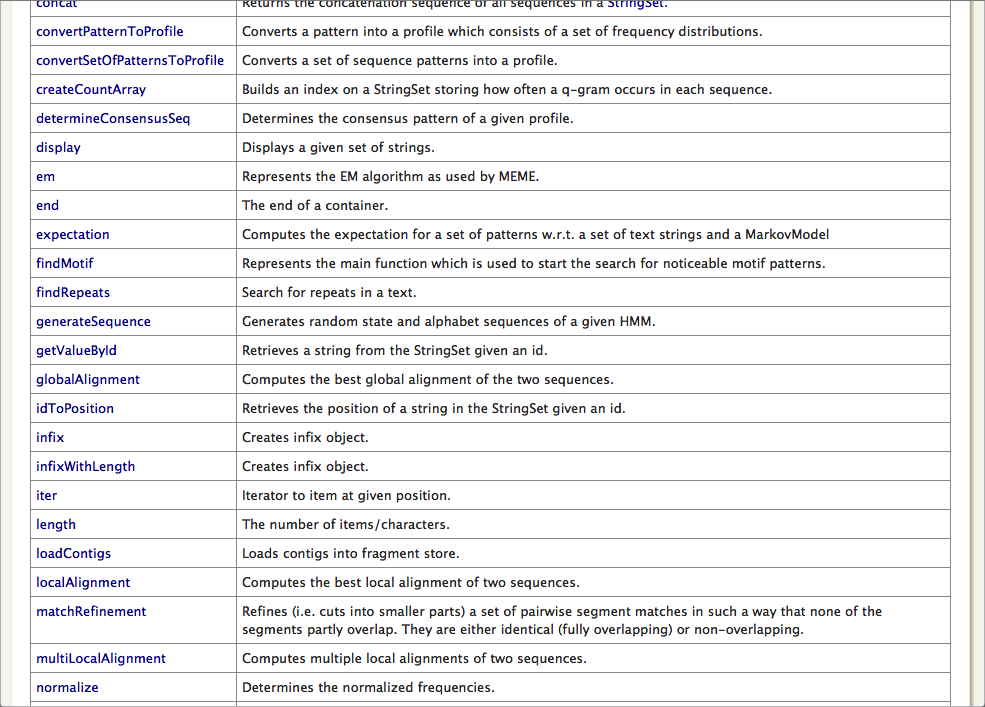 concat Returns the concatenation sequence of all sequences in a StringSet.
convertPatternToProfile Converts a pattern into a profile which consists of a set of frequency distributions.
convertSetOfPatternsToProfile Converts a set of sequence patterns into a profile.
createCountArray Builds an index on a StringSet storing how often a q-gram occurs in each sequence.
determineConsensusSeq Determines the consensus pattern of a given profile.
display Displays a given set of strings.
em Represents the EM algorithm as used by MEME.
end The end of a container.
expectation Computes the expectation for a set of patterns w.r.t. a set of text strings and a MarkovModel
findMotif Represents the main function which is used to start the search for noticeable motif patterns.
findRepeats Search for repeats in a text.
generateSequence Generates random state and alphabet sequences of a given HMM.
getValueById Retrieves a string from the StringSet given an id.
globalAlignment Computes the best global alignment of the two sequences.
idToPosition Retrieves the position of a string in the StringSet given an id.
infix Creates infix object.
infixWithLength Creates infix object.
iter Iterator to item at given position.
length The number of items/characters.
loadContigs Loads contigs into fragment store.
localAlignment Computes the best local alignment of two sequences.
matchRefinement Refines (i.e. cuts into smaller parts) a set of pairwise segment matches in such a way that none of the
segments partly overlap. They are either identical (fully overlapping) or non-overlapping.
multiLocalAlignment Computes multiple local alignments of two sequences.
normalize Determines the normalized frequencies.